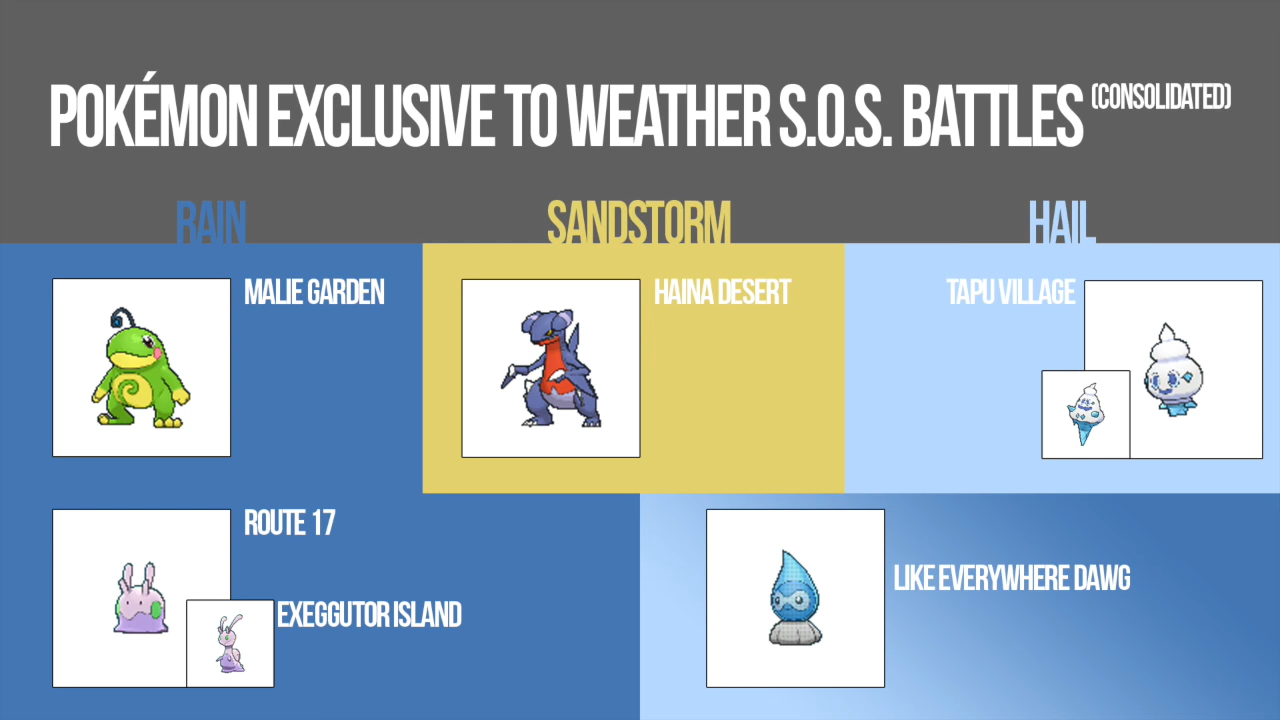 POKÉMON EXCLUSIVE TO WEATHER S.O.S. BATTLES (CONSOLIDATED)
RAIN
SANDSTORM
HAIL
MALIE GARDEN
HAINA DESERT
TAPU VILLAGE
ROUTE 17
EXEGGUTOR ISLAND
LIKE EVERYWHERE DAWG